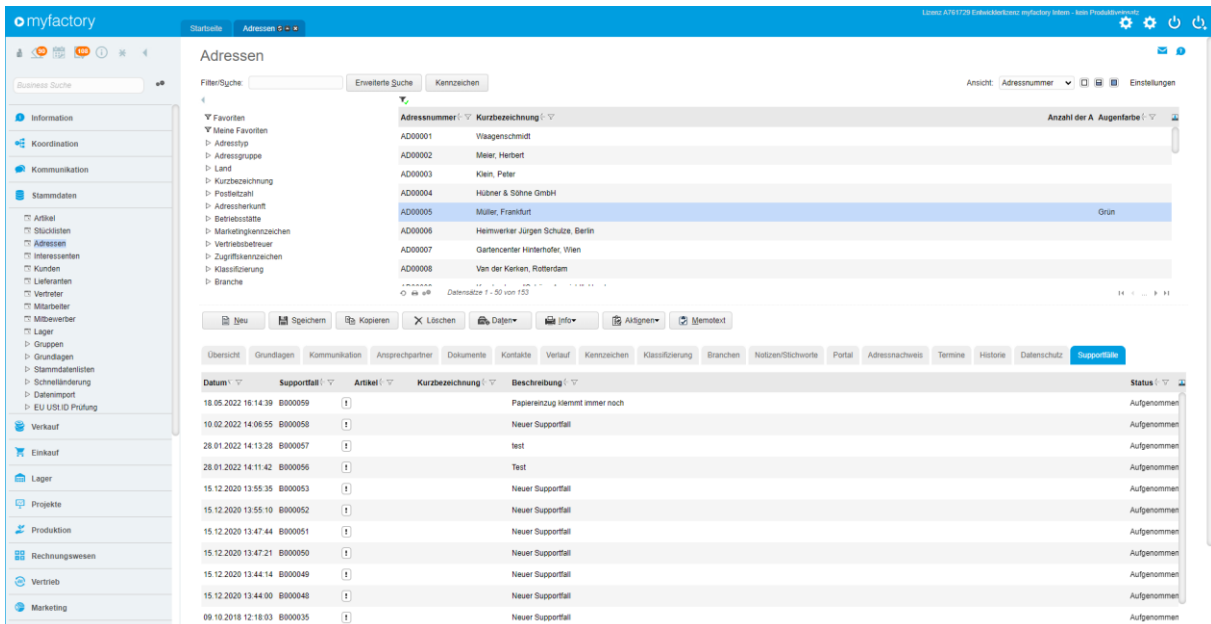 Lizenz A761729 Entwicklerlizenz myfactory Intern - kein Produktiveinsatz
myfactory
Startseite Adressen
Business Suche
Information
Koordination
Kommunikation
Stammdaten
Artikel
Stücklisten
Adressen
Interessenten
Kunden
Lieferanten
Vertreter
Mitarbeiter
Mitbewerber
Lager
Gruppen
Grundlagen
Stammdatenlisten
Schnelländerung
Datenimport
EU USt.ID Prüfung
Verkauf
Einkauf
Lager
Projekte
Produktion
Rechnungswesen
Vertrieb
Marketing
Adressen
Filter/Suche: Erweiterte Suche Kennzeichen Ansicht: Adressnummer Einstellungen
Favoriten
Meine Favoriten
Adresstyp
Adressgruppe
Land
Kurzbezeichnung
Postleitzahl
Adressherkunft
Betriebsstätte
Marketingkennzeichen
Vertriebsbetreuer
Zugriffskennzeichen
Klassifizierung
Branche
Adressnummer Kurzbezeichnung Anzahl der A Augenfarbe
AD00001 Waagenschmidt
AD00002 Meier, Herbert
AD00003 Klein, Peter
AD00004 Hübner & Söhne GmbH
AD00005 Müller, Frankfurt Grün
AD00006 Heimwerker Jürgen Schulze, Berlin
AD00007 Gartencenter Hinterhofer, Wien
AD00008 Van der Kerken, Rotterdam
Datensätze 1 - 50 von 153
Neu Speichern Kopieren Löschen Daten Info Aktionen Memotext
Übersicht Grundlagen Kommunikation Ansprechpartner Dokumente Kontakte Verlauf Kennzeichen Klassifizierung Branchen Notizen/Stichworte Portal Adressnachweis Termine Historie Datenschutz Supportfälle
Datum Supportfall Artikel Kurzbezeichnung Beschreibung Status
18.05.2022 16:14:39 B000059 Papiereinzug klemmt immer noch Aufgenommen
10.02.2022 14:06:55 B000058 Neuer Supportfall Aufgenommen
28.01.2022 14:13:28 B000057 test Aufgenommen
28.01.2022 14:11:42 B000056 Test Aufgenommen
15.12.2020 13:55:35 B000053 Neuer Supportfall Aufgenommen
15.12.2020 13:55:10 B000052 Neuer Supportfall Aufgenommen
15.12.2020 13:47:44 B000051 Neuer Supportfall Aufgenommen
15.12.2020 13:47:21 B000050 Neuer Supportfall Aufgenommen
15.12.2020 13:44:14 B000049 Neuer Supportfall Aufgenommen
15.12.2020 13:44:00 B000048 Neuer Supportfall Aufgenommen
09.10.2018 12:18:03 B000035 Neuer Supportfall Aufgenommen